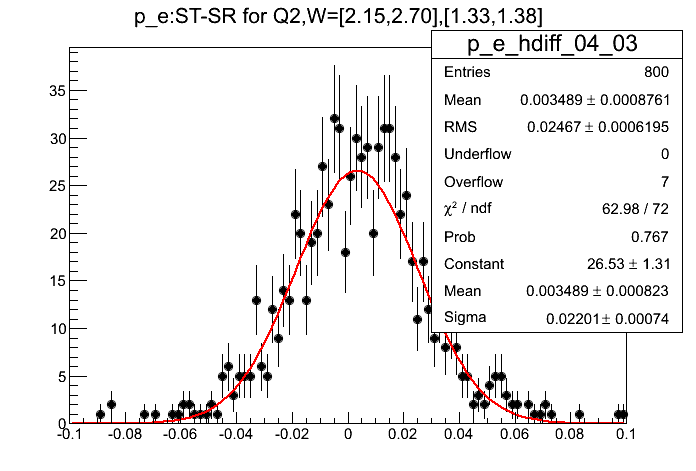 p_e:ST-SR for Q2,W=[2.15,2.70],[1.33,1.38]
p_e_hdiff_04_03
Entries 800
Mean 0.003489 ± 0.0008761
RMS 0.02467 ± 0.0006195
Underflow 0
Overflow 7
χ² / ndf 62.98 / 72
Prob 0.767
Constant 26.53 ± 1.31
Mean 0.003489 ± 0.000823
Sigma 0.02201 ± 0.00074
35
30
25
20
15
10
5
0
-0.1 -0.08 -0.06 -0.04 -0.02 0 0.02 0.04 0.06 0.08 0.1